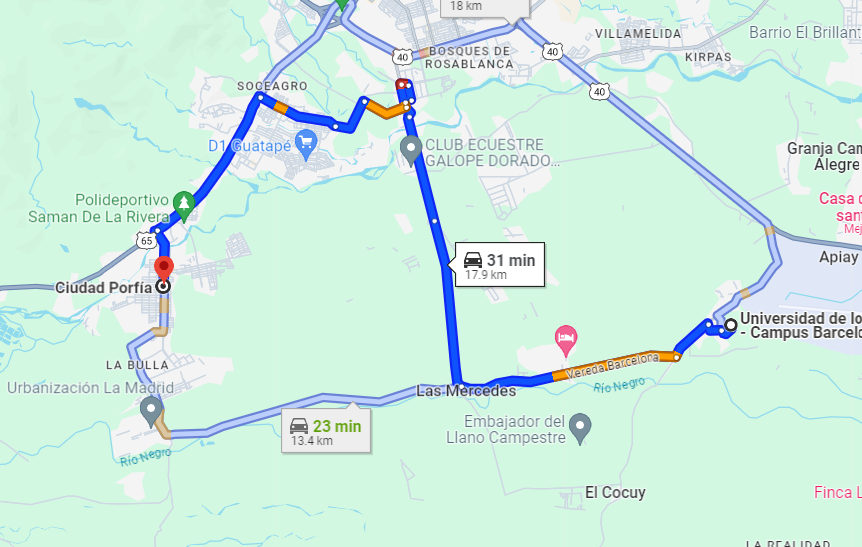 18 km
40
BOSQUES DE
ROSABLANCA
40
VILLAMELIDA
Barrio El Brillant
KIRPAS
SOCEAGRO
40
D1 Guatapé
CLUB ECUESTRE
GALOPE DORADO...
Granja Cam
Alegre
Polideportivo
Saman De La Rivera
Casa d
sant
Mej
65
31 min
17.9 km
Apiay
Ciudad Porfía
Universidad de lo
- Campus Barcelo
LA BULLA
Vereda Barcelona
Río Negro
Urbanización La Madrid
Las Mercedes
23 min
13.4 km
Embajador del
Llano Campestre
Río Negro
El Cocuy
Finca L
LA REALIDAD